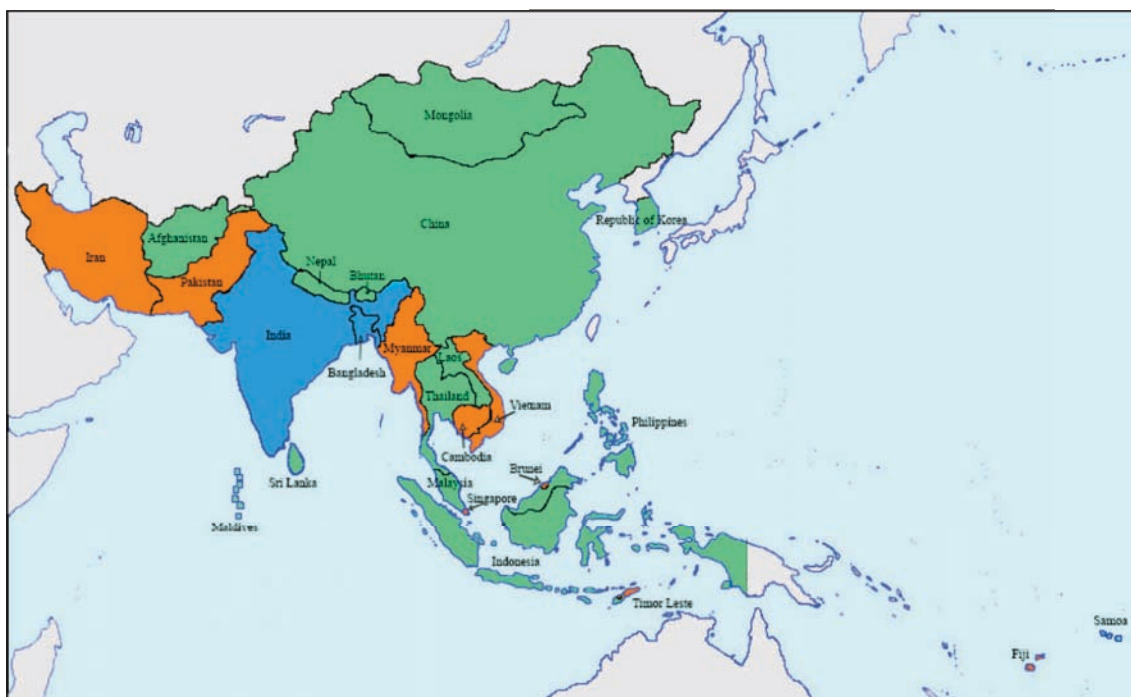 Mongolia
China
Republic of Korea
Afghanistan
Iran
Pakistan
Nepal
Bhutan
India
Bangladesh
Myanmar
Laos
Thailand
Vietnam
Philippines
Cambodia
Brunei
Sri Lanka
Malaysia
Singapore
Maldives
Indonesia
Timor Leste
Samoa
Fiji